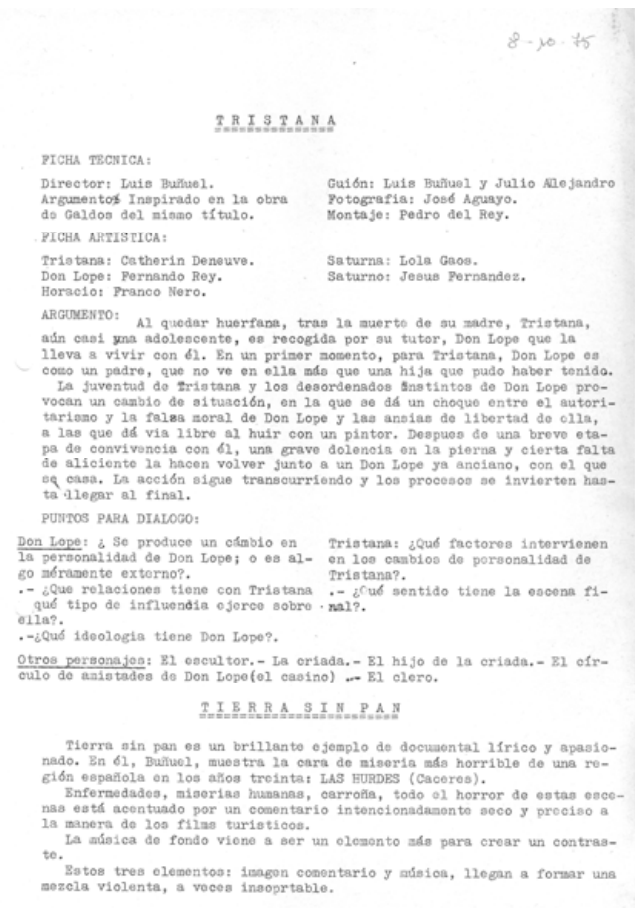 8-10-75
TRISTANA
FICHA TECNICA:
Director: Luis Buñuel.
Argumento: Inspirado en la obra
de Galdos del mismo título.
Guión: Luis Buñuel y Julio Alejandro
Fotografia: José Aguayo.
Montaje: Pedro del Rey.
FICHA ARTISTICA:
Tristana: Catherin Deneuve.
Don Lope: Fernando Rey.
Horacio: Franco Nero.
Saturna: Lola Gaos.
Saturno: Jesus Fernandez.
ARGUMENTO:
Al quedar huerfana, tras la muerte de su madre, Tristana,
aún casi una adolescente, es recogida por su tutor, Don Lope que la
lleva a vivir con él. En un primer momento, para Tristana, Don Lope es
como un padre, que no ve en ella más que una hija que pudo haber tenido.
La juventud de Tristana y los desordenados instintos de Don Lope pro-
vocan un cambio de situación, en la que se dá un choque entre el autori-
tarismo y la falsa moral de Don Lope y las ansias de libertad de ella,
a las que dá via libre al huir con un pintor. Despues de una breve eta-
pa de convivencia con él, una grave dolencia en la pierna y cierta falta
de aliciente la hacen volver junto a un Don Lope ya anciano, con el que
se casa. La acción sigue transcurriendo y los procesos se invierten has-
ta llegar al final.
PUNTOS PARA DIALOGO:
Don Lope: ¿ Se produce un cámbio en
la personalidad de Don Lope; o es al-
go méramente externo?.
.- ¿Que relaciones tiene con Tristana
qué tipo de influencia ejerce sobre
ella?.
.-¿Qué ideologia tiene Don Lope?.
Tristana: ¿Qué factores intervienen
en los cambios de personalidad de
Tristana?.
.- ¿Qué sentido tiene la escena fi-
nal?.
Otros personajes: El escultor.- La criada.- El hijo de la criada.- El cír-
culo de amistades de Don Lope(el casino) .- El clero.
TIERRA SIN PAN
Tierra sin pan es un brillante ejemplo de documental lírico y apasio-
nado. En él, Buñuel, muestra la cara de miseria más horrible de una re-
gión española en los años treinta: LAS HURDES (Caceres).
Enfermedades, miserias humanas, carroña, todo el horror de estas esce-
nas está acentuado por un comentario intencionadamente seco y preciso a
la manera de los films turisticos.
La música de fondo viene a ser un elemento más para crear un contras-
te.
Estos tres elementos: imagen comentario y música, llegan a formar una
mezcla violenta, a veces insoprtable.